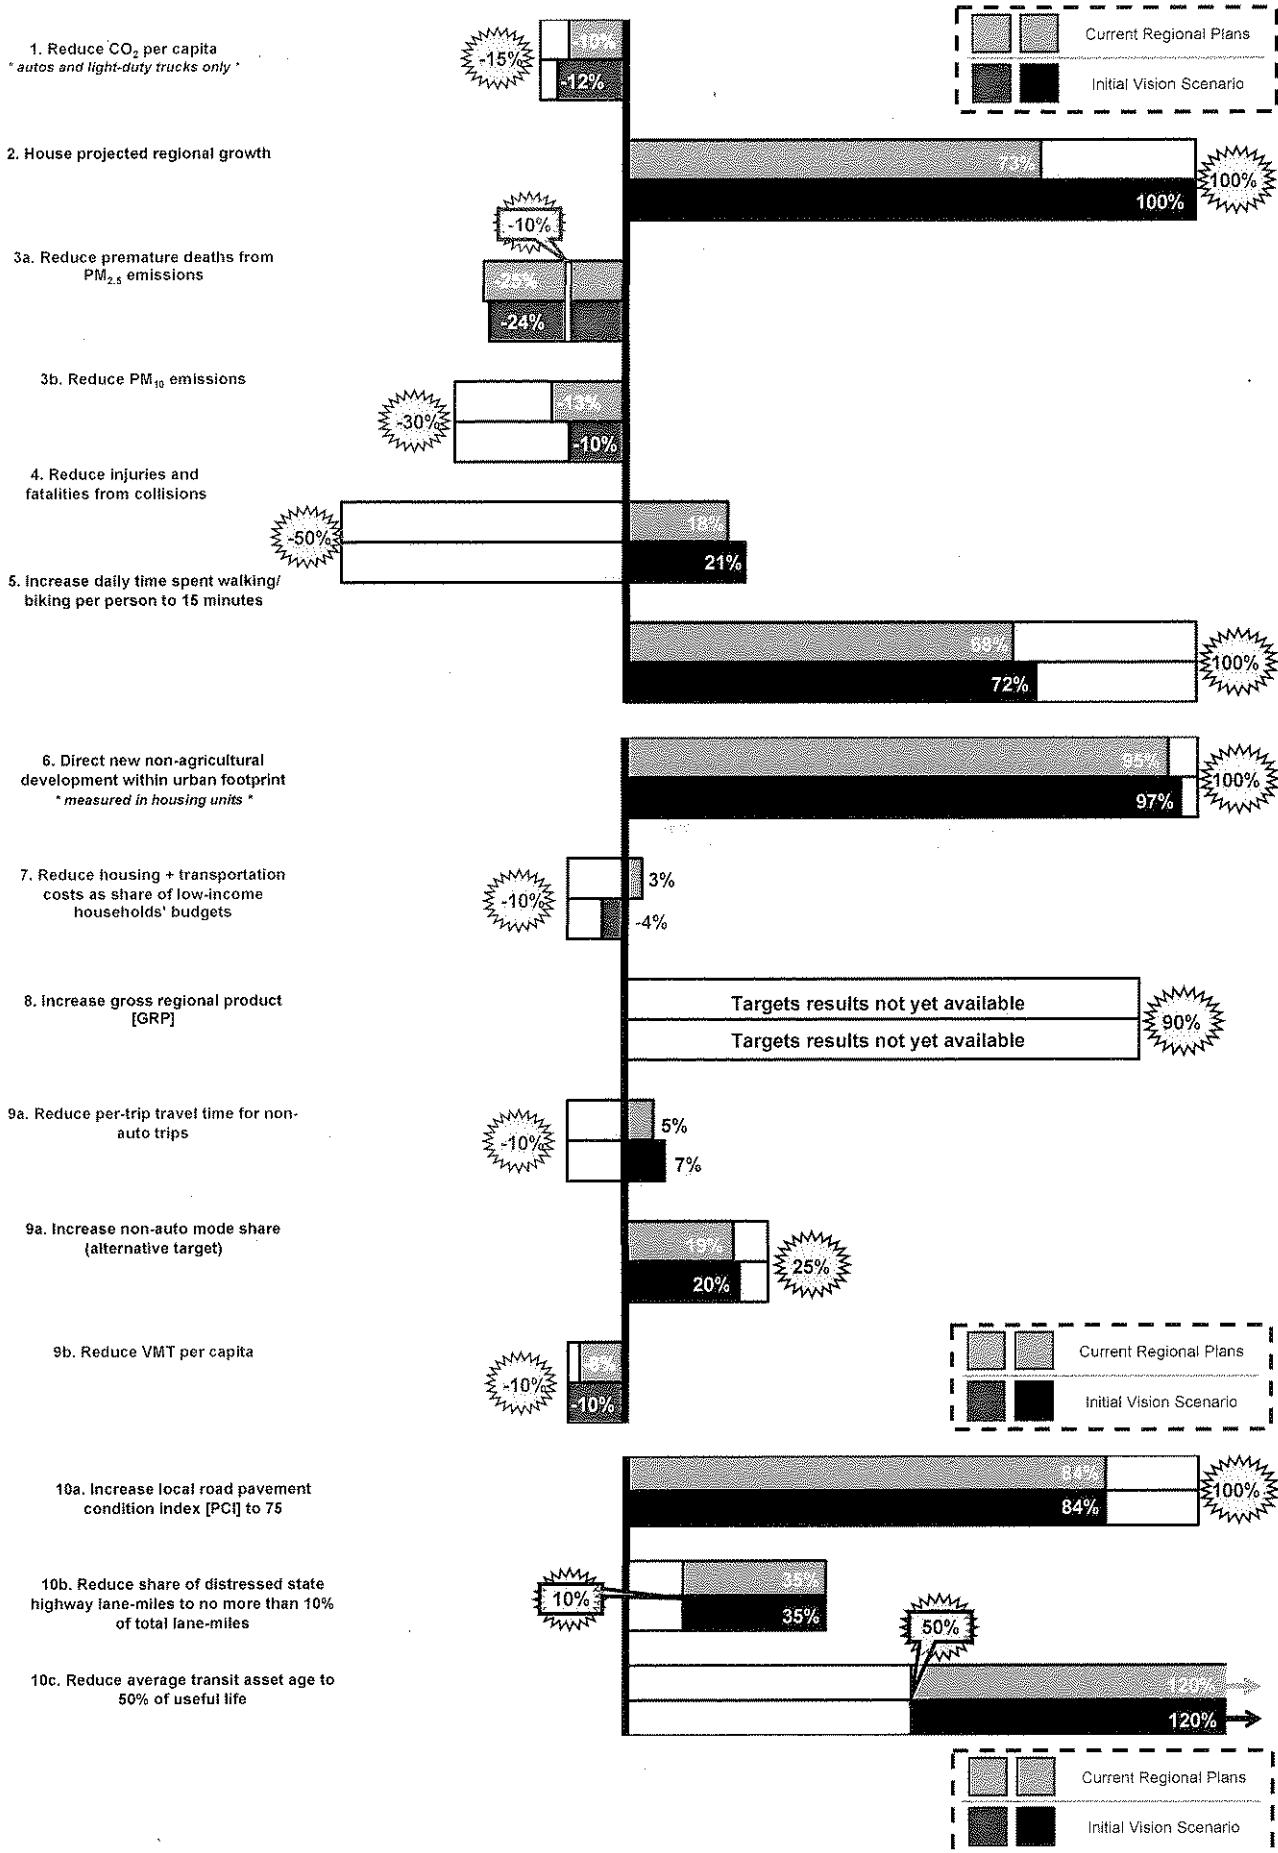 1. Reduce CO₂ per capita
* autos and light-duty trucks only *
-15%
-10%
-12%
Current Regional Plans
Initial Vision Scenario
2. House projected regional growth
73%
100%
100%
3a. Reduce premature deaths from
PM₂.₅ emissions
-10%
-25%
-24%
3b. Reduce PM₁₀ emissions
-30%
-13%
-10%
4. Reduce injuries and
fatalities from collisions
-50%
18%
21%
5. Increase daily time spent walking/
biking per person to 15 minutes
68%
72%
100%
6. Direct new non-agricultural
development within urban footprint
* measured in housing units *
95%
97%
100%
7. Reduce housing + transportation
costs as share of low-income
households' budgets
-10%
3%
-4%
8. Increase gross regional product
[GRP]
Targets results not yet available
Targets results not yet available
90%
9a. Reduce per-trip travel time for non-
auto trips
-10%
5%
7%
9a. Increase non-auto mode share
(alternative target)
19%
20%
25%
9b. Reduce VMT per capita
-10%
-10%
Current Regional Plans
Initial Vision Scenario
10a. Increase local road pavement
condition index [PCI] to 75
84%
84%
100%
10b. Reduce share of distressed state
highway lane-miles to no more than 10%
of total lane-miles
10%
35%
35%
10c. Reduce average transit asset age to
50% of useful life
50%
120%
120%
Current Regional Plans
Initial Vision Scenario